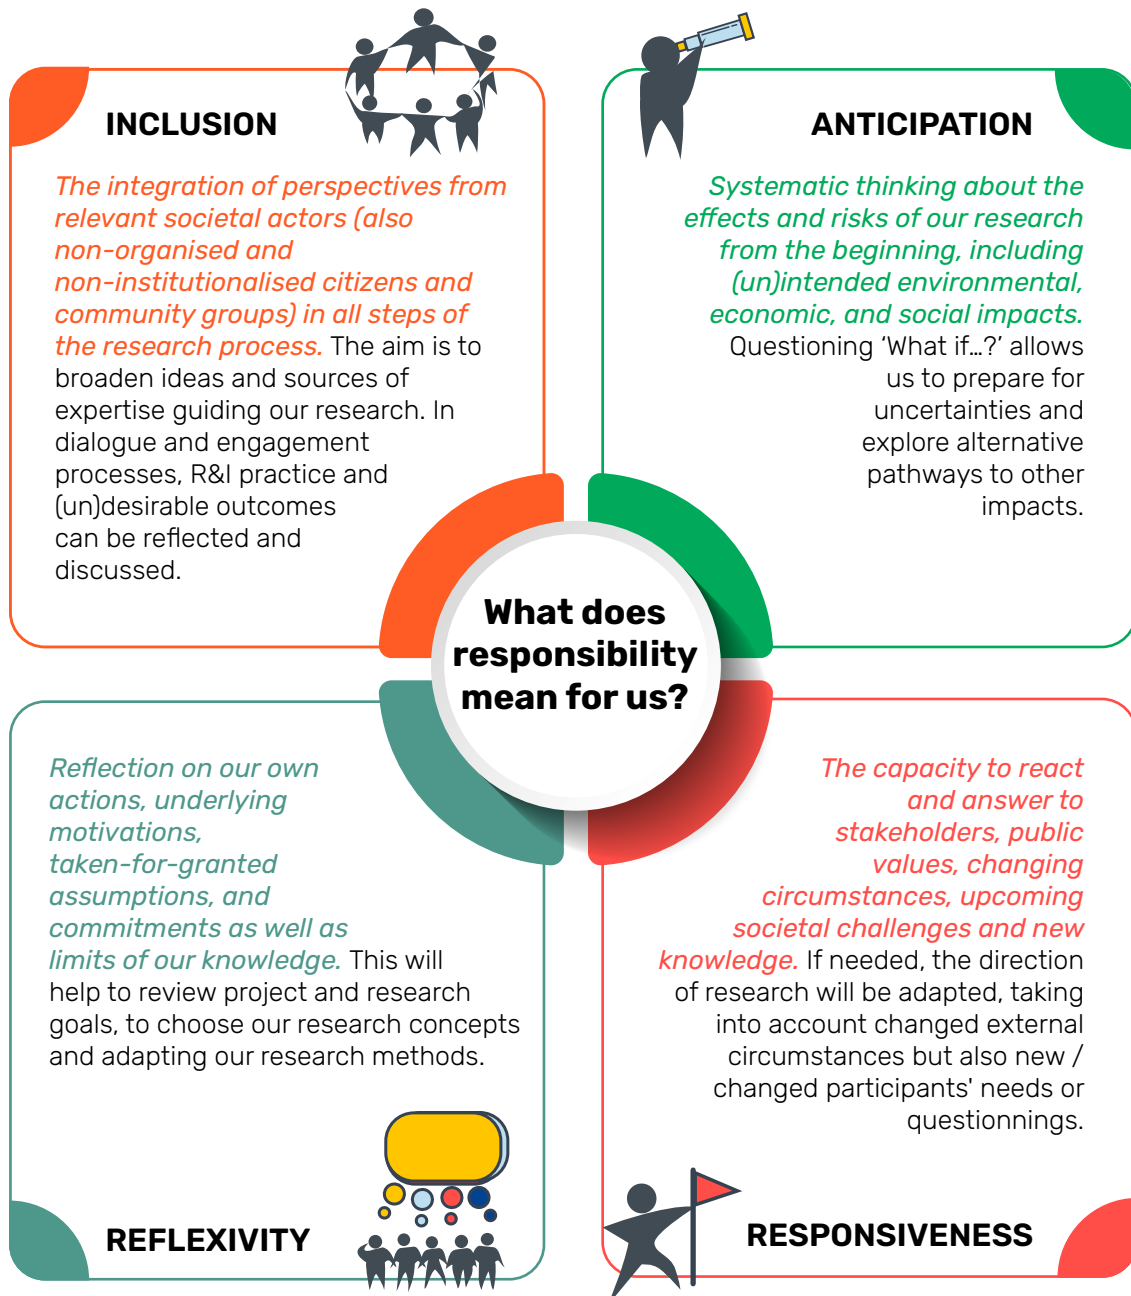 INCLUSION
The integration of perspectives from
relevant societal actors (also
non-organised and
non-institutionalised citizens and
community groups) in all steps of
the research process. The aim is to
broaden ideas and sources of
expertise guiding our research. In
dialogue and engagement
processes, R&I practice and
(un)desirable outcomes
can be reflected and
discussed.
ANTICIPATION
Systematic thinking about the
effects and risks of our research
from the beginning, including
(un)intended environmental,
economic, and social impacts.
Questioning ‘What if…?’ allows
us to prepare for
uncertainties and
explore alternative
pathways to other
impacts.
What does
responsibility
mean for us?
Reflection on our own
actions, underlying
motivations,
taken-for-granted
assumptions, and
commitments as well as
limits of our knowledge. This will
help to review project and research
goals, to choose our research concepts
and adapting our research methods.
REFLEXIVITY
The capacity to react
and answer to
stakeholders, public
values, changing
circumstances, upcoming
societal challenges and new
knowledge. If needed, the direction
of research will be adapted, taking
into account changed external
circumstances but also new /
changed participants' needs or
questionnings.
RESPONSIVENESS